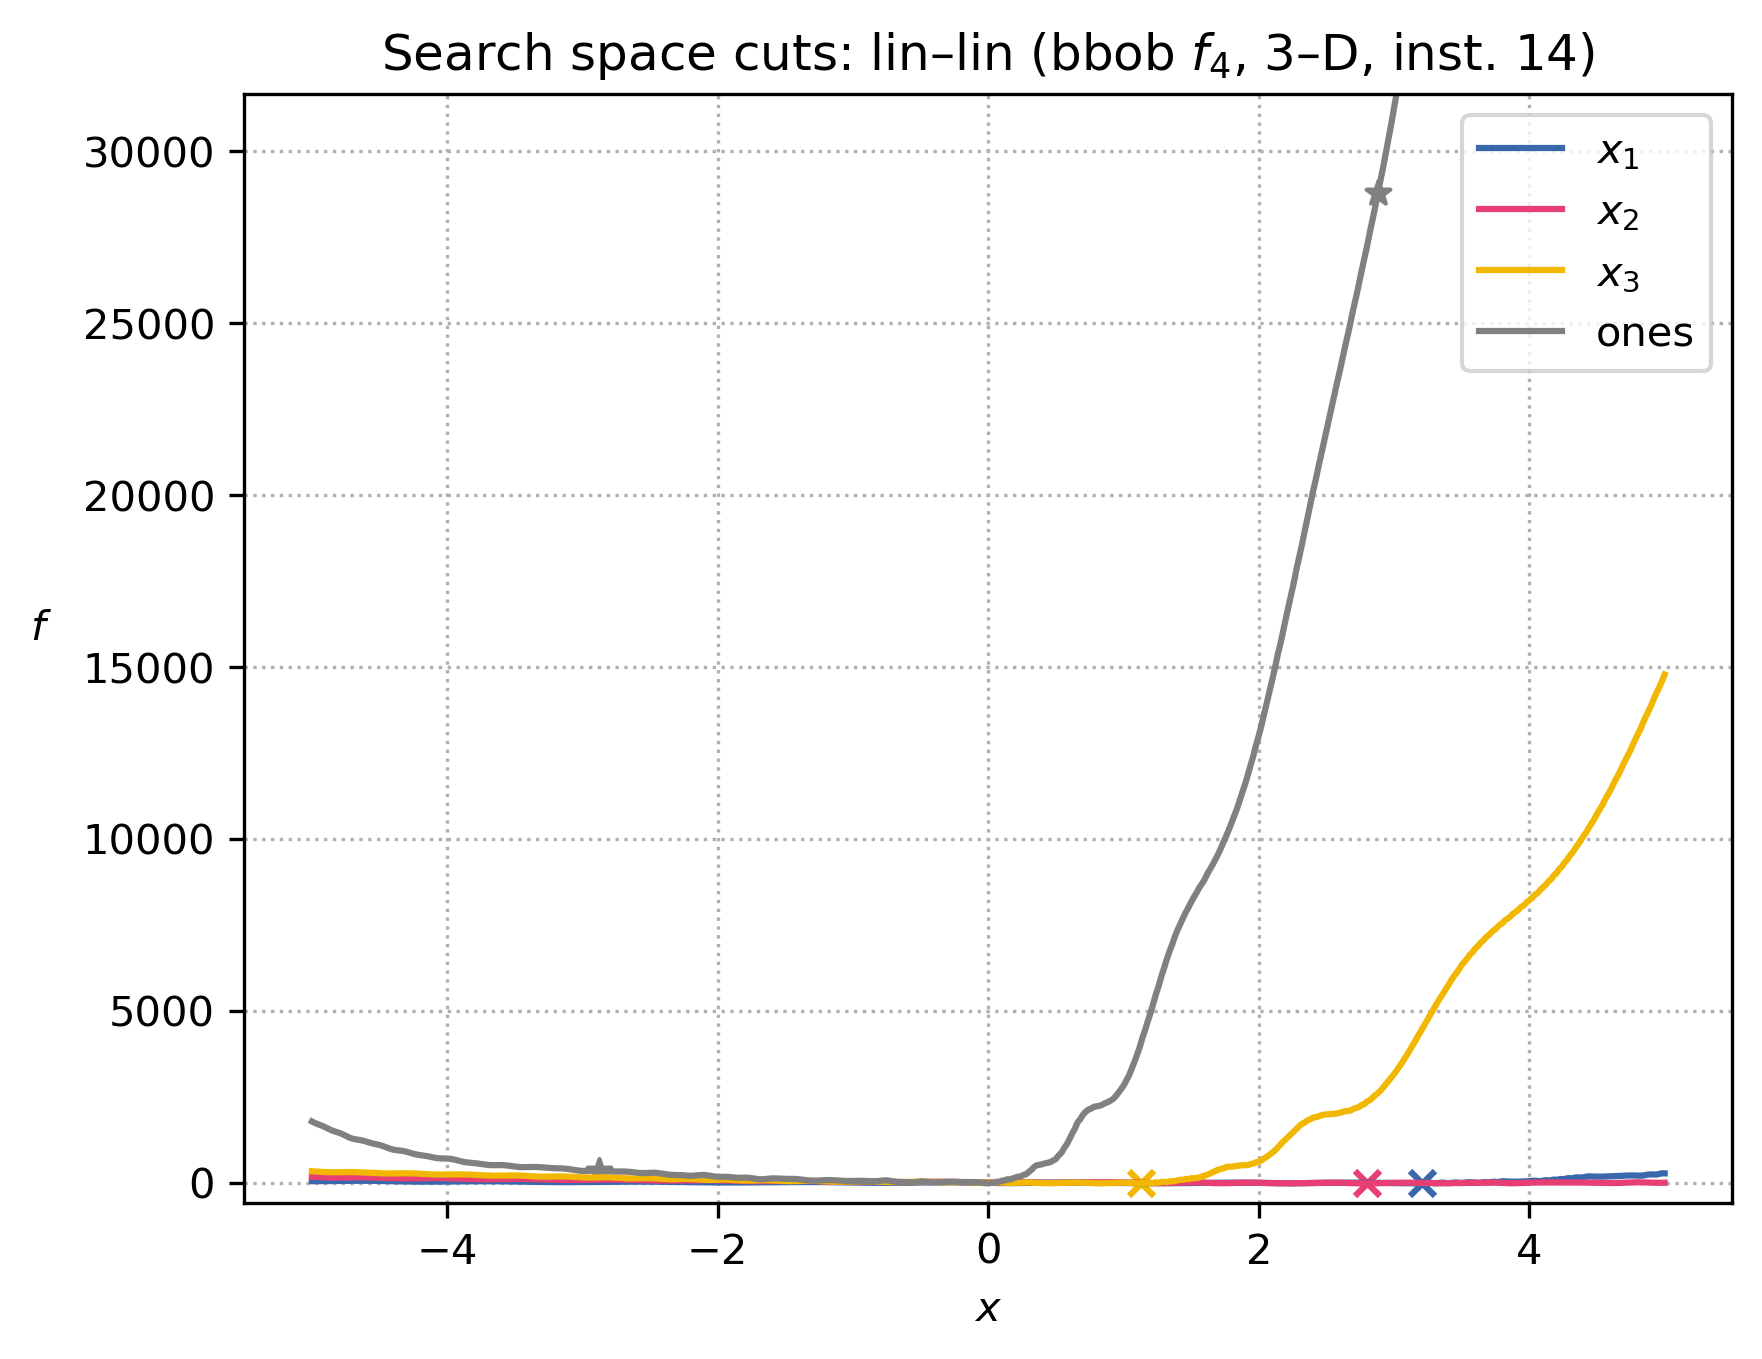 Search space cuts: lin–lin (bbob f₄, 3–D, inst. 14)
30000
25000
20000
15000
10000
5000
0
f
−4
−2
0
2
4
x
x₁
x₂
x₃
ones